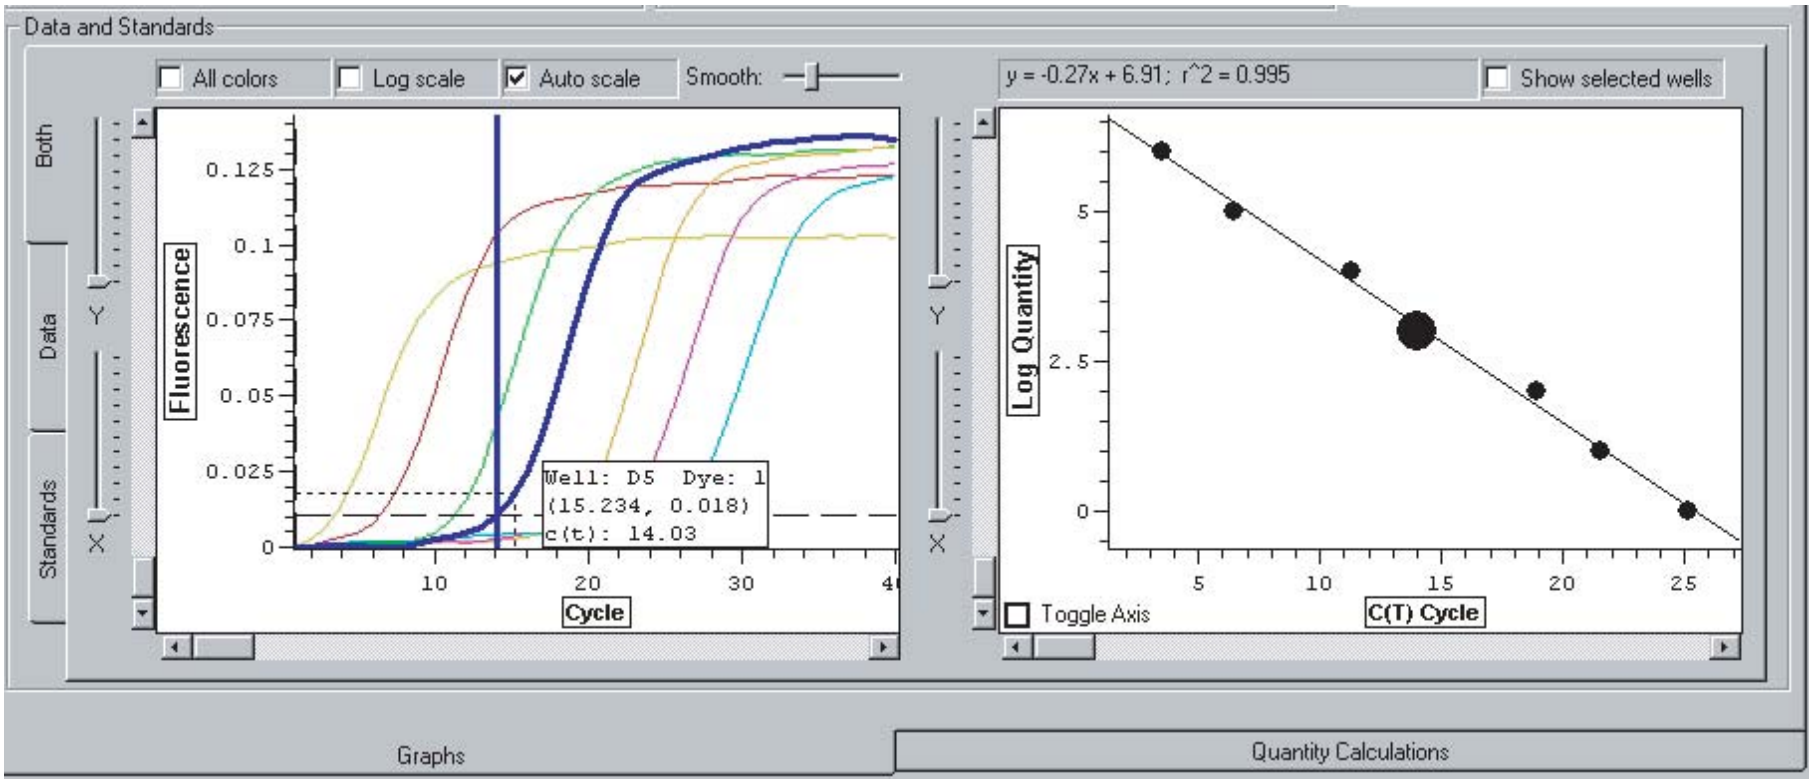 Data and Standards
Both
Data
Standards
All colors
Log scale
Auto scale
Smooth:
Y
X
Fluorescence
0.125
0.1
0.075
0.05
0.025
0
Well: D5 Dye: 1
(15.234, 0.018)
c(t): 14.03
10 20 30 4
Cycle
y = -0.27x + 6.91; r^2 = 0.995
Show selected wells
Y
X
Log Quantity
5
2.5
0
5 10 15 20 25
Toggle Axis
C(T) Cycle
Graphs
Quantity Calculations